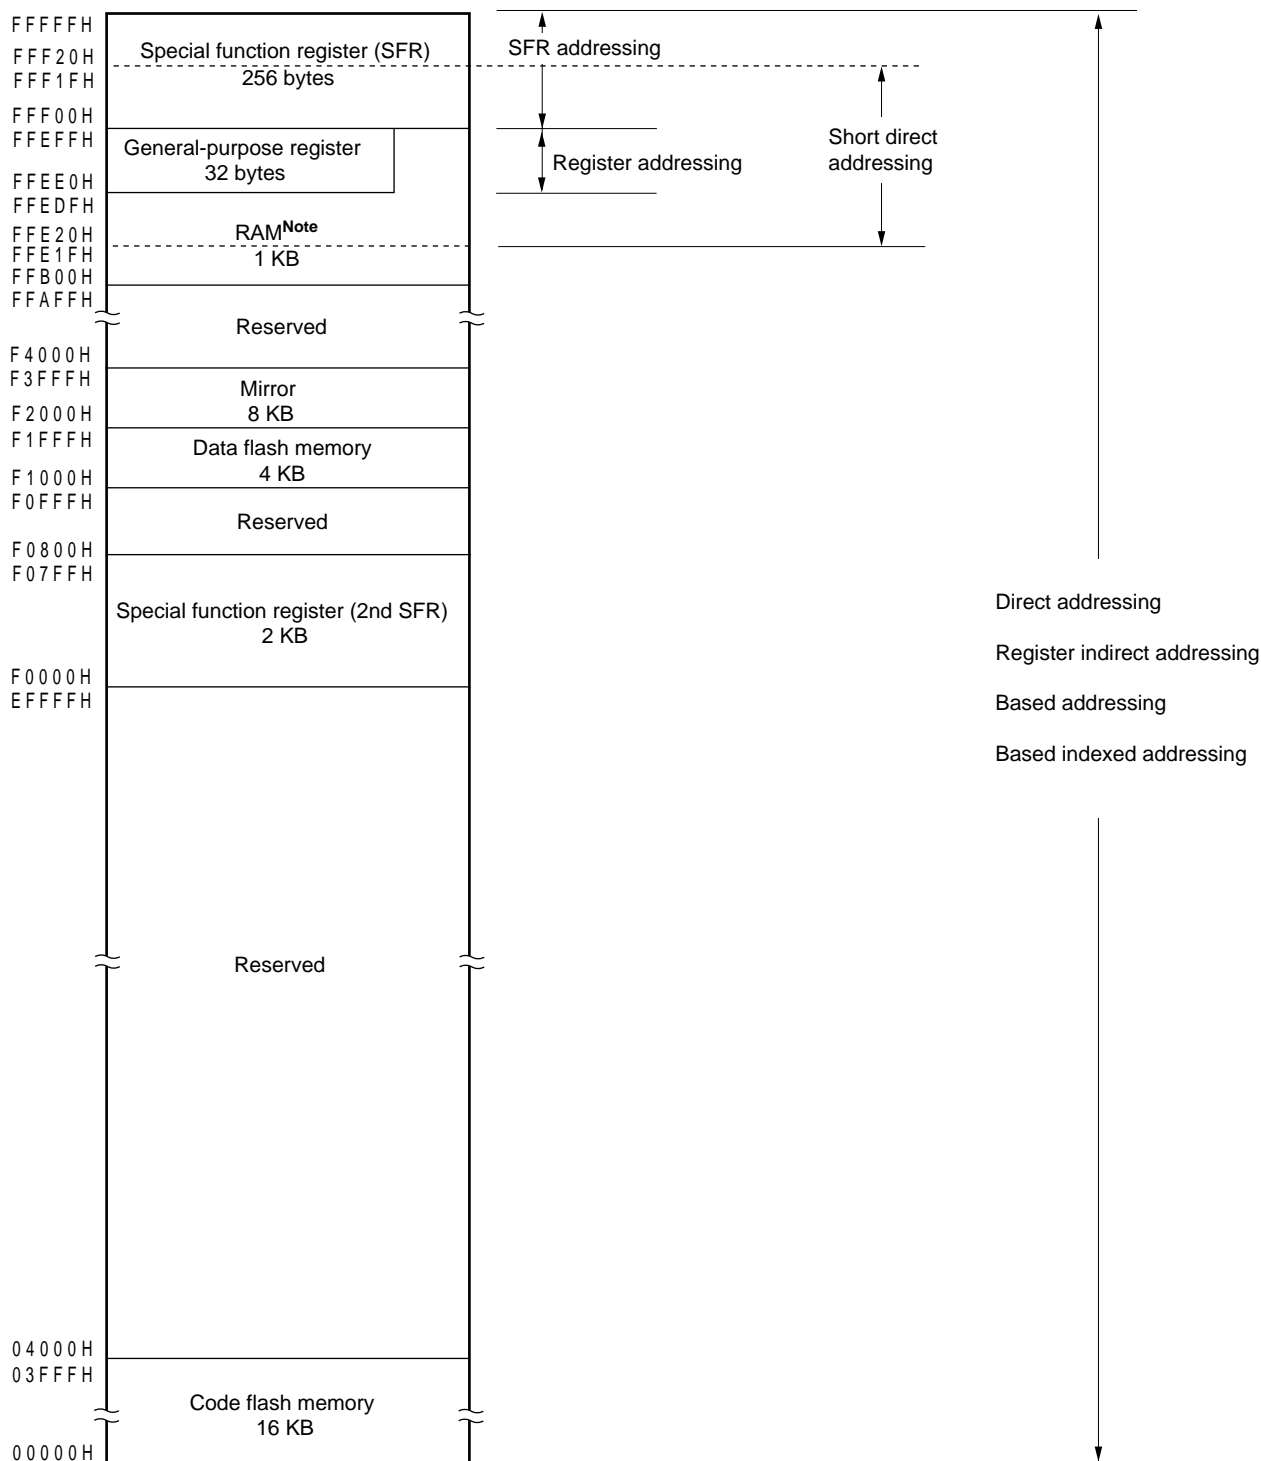 FFFFFH
FFF20H
FFF1FH
FFF00H
FFEFFH
FFEE0H
FFEDFH
FFE20H
FFE1FH
FFB00H
FFAFFH
F4000H
F3FFFH
F2000H
F1FFFH
F1000H
F0FFFH
F0800H
F07FFH
F0000H
EFFFFH
04000H
03FFFH
00000H
Special function register (SFR)
256 bytes
General-purpose register
32 bytes
RAMNote
1 KB
Reserved
Mirror
8 KB
Data flash memory
4 KB
Reserved
Special function register (2nd SFR)
2 KB
Reserved
Code flash memory
16 KB
SFR addressing
Register addressing
Short direct
addressing
Direct addressing
Register indirect addressing
Based addressing
Based indexed addressing